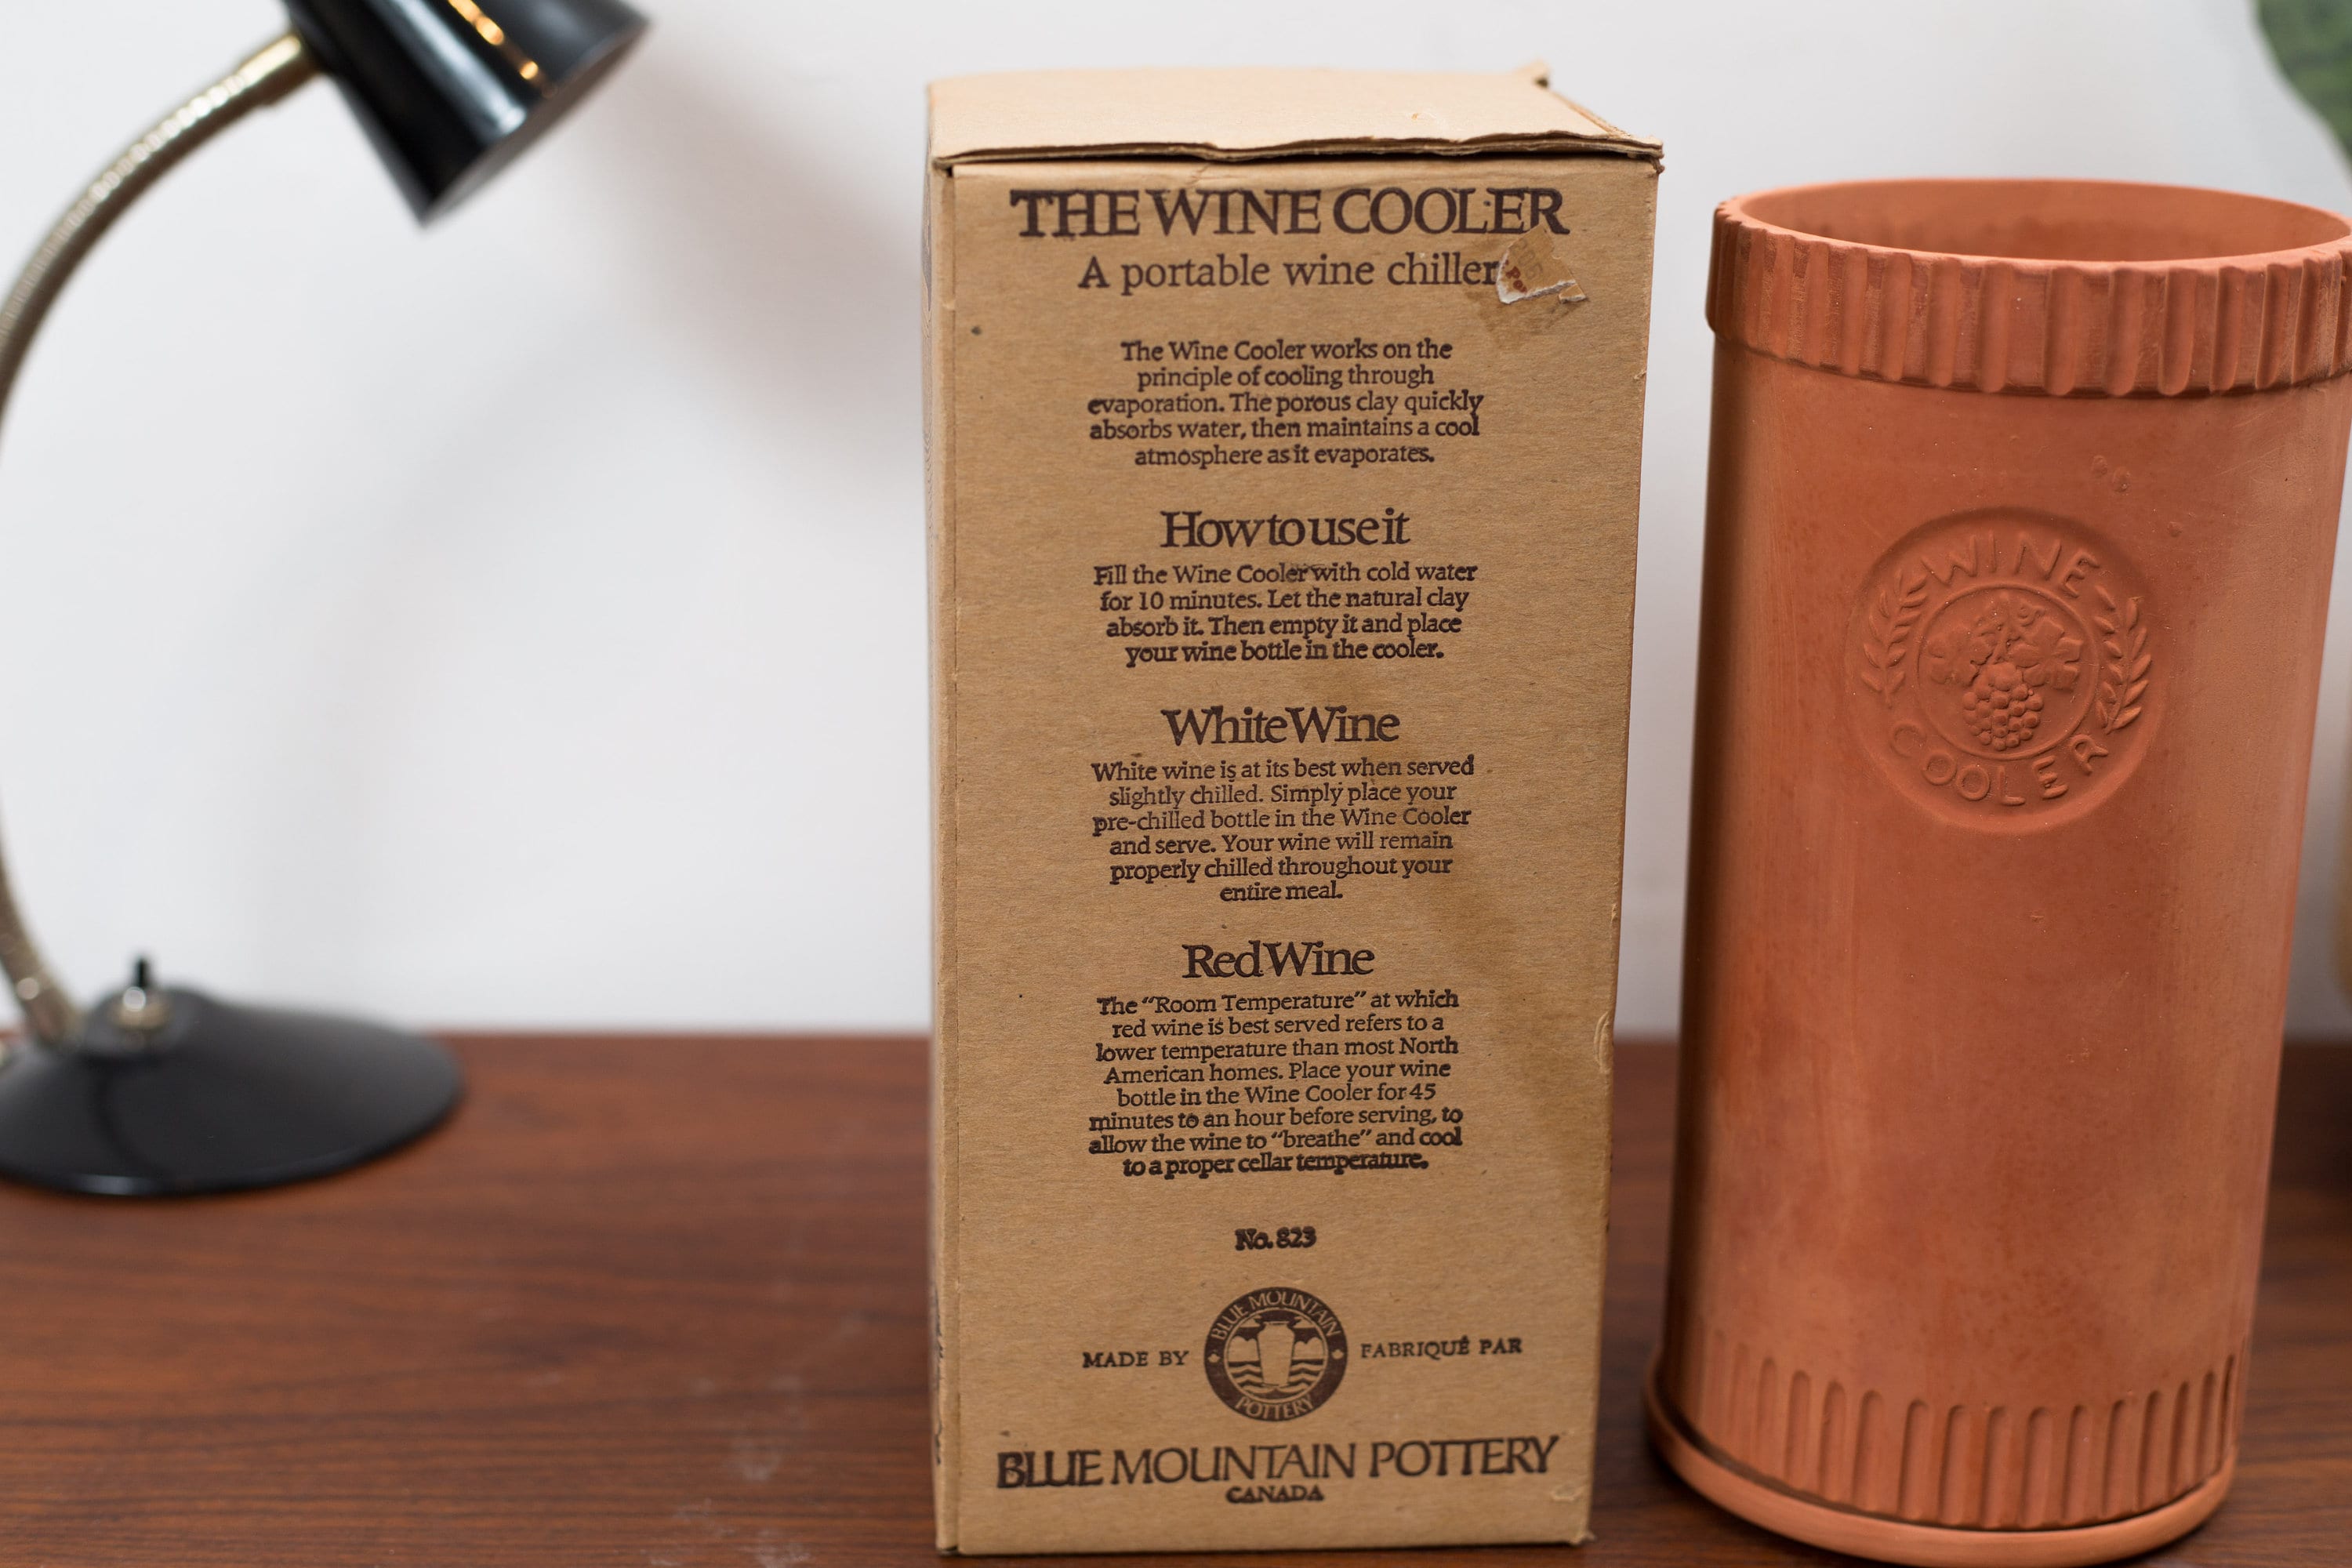 THE WINE COOLER
A portable wine chiller
The Wine Cooler works on the
principle of cooling through
evaporation. The porous clay quickly
absorbs water, then maintains a cool
atmosphere as it evaporates.
How to use it
Fill the Wine Cooler with cold water
for 10 minutes. Let the natural clay
absorb it. Then empty it and place
your wine bottle in the cooler.
White Wine
White wine is at its best when served
slightly chilled. Simply place your
pre-chilled bottle in the Wine Cooler
and serve. Your wine will remain
properly chilled throughout your
entire meal.
Red Wine
The “Room Temperature” at which
red wine is best served refers to a
lower temperature than most North
American homes. Place your wine
bottle in the Wine Cooler for 45
minutes to an hour before serving, to
allow the wine to “breathe” and cool
to a proper cellar temperature.
No. 823
MADE BY
BLUE MOUNTAIN
POTTERY
FABRIQUÉ PAR
BLUE MOUNTAIN POTTERY
CANADA
WINE
COOLER